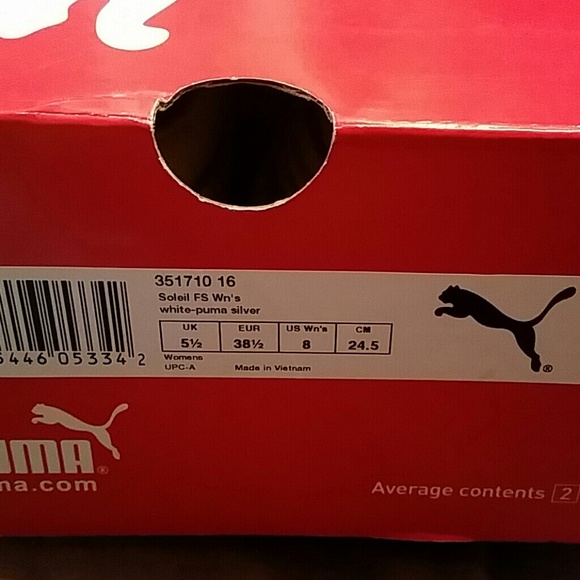 351710 16
Soleil FS Wn's
white-puma silver
UK EUR US Wn's CM
5½ 38½ 8 24.5
Womens
UPC-A Made in Vietnam
6446 05334 2
®
UMA®
ma.com
Average contents 2